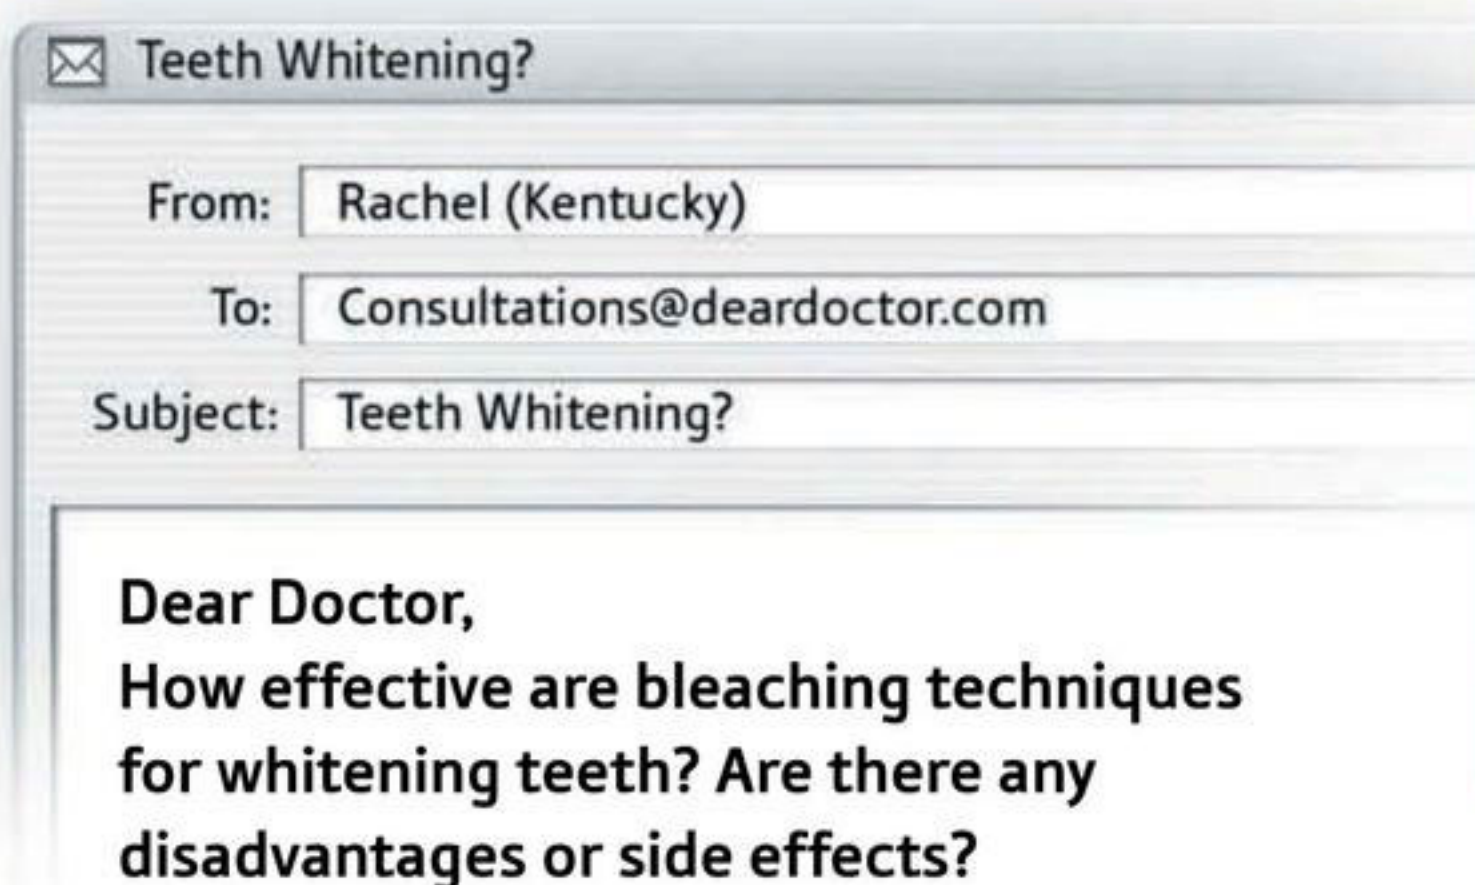 Teeth Whitening?
From: Rachel (Kentucky)
To: Consultations@deardoctor.com
Subject: Teeth Whitening?
Dear Doctor,
How effective are bleaching techniques
for whitening teeth? Are there any
disadvantages or side effects?